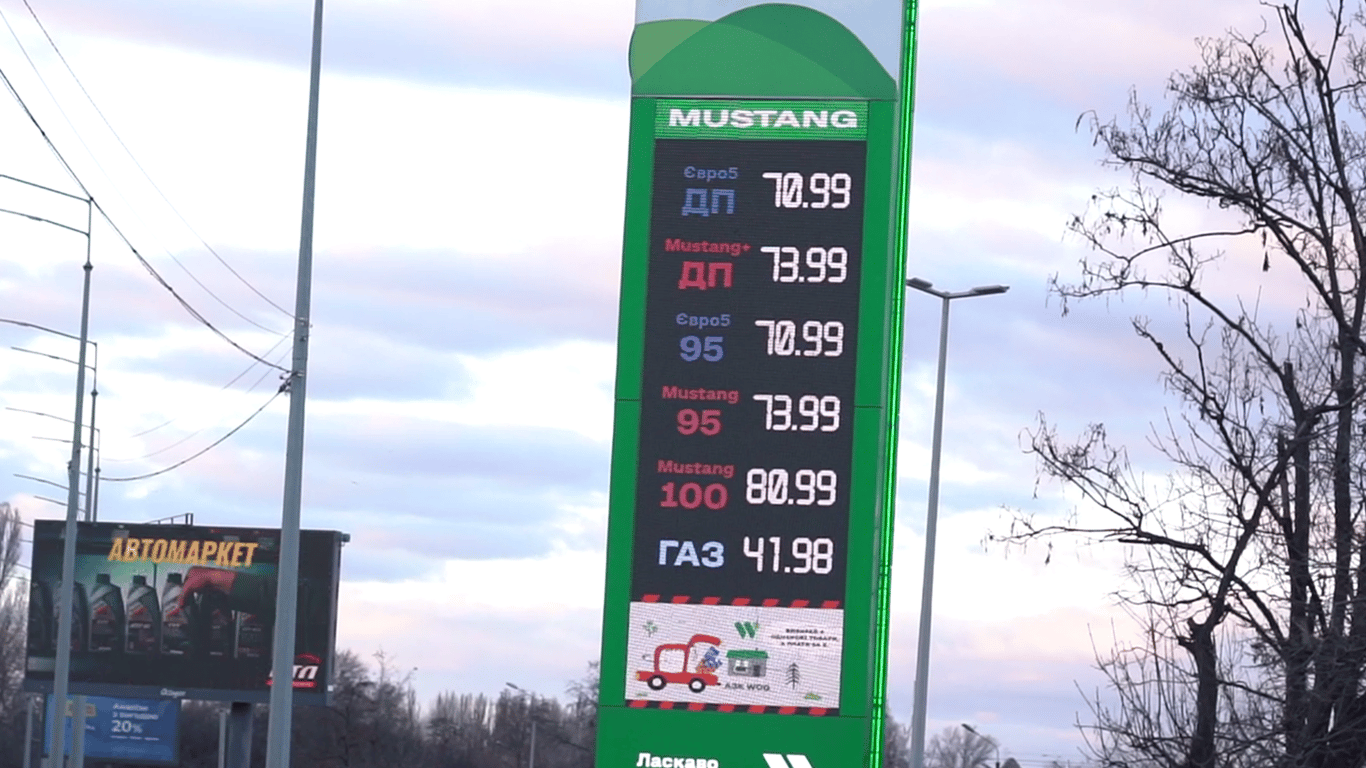 MUSTANG
Євро5
ДП 70.99
Mustang+
ДП 73.99
Євро5
95 70.99
Mustang
95 73.99
Mustang
100 80.99
ГАЗ 41.98
W
АЗК WOG
Ласкаво
АВТОМАРКЕТ
20%